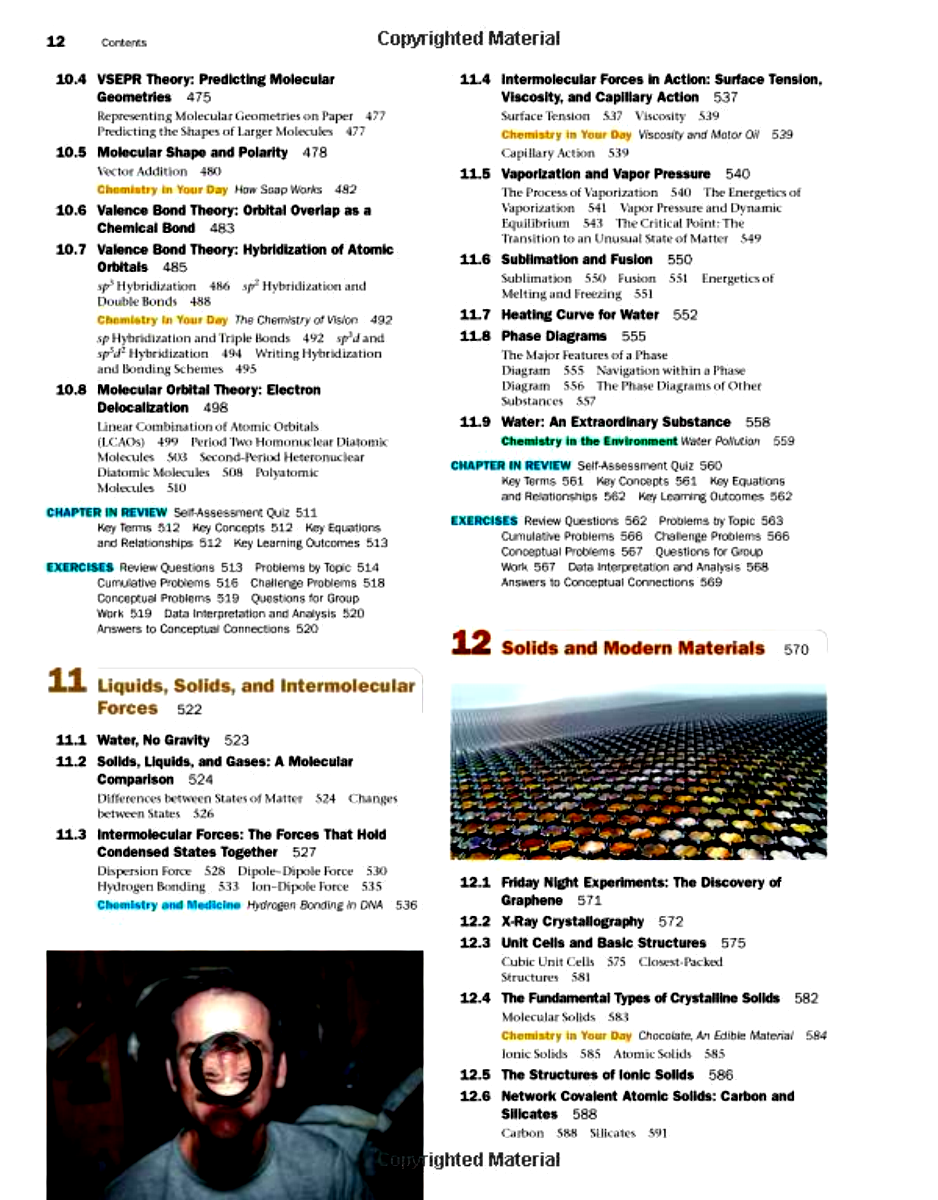 12 Contents
Copyrighted Material
10.4 VSEPR Theory: Predicting Molecular
Geometries 475
Representing Molecular Geometries on Paper 477
Predicting the Shapes of Larger Molecules 477
10.5 Molecular Shape and Polarity 478
Vector Addition 480
Chemistry in Your Day How Soap Works 482
10.6 Valence Bond Theory: Orbital Overlap as a
Chemical Bond 483
10.7 Valence Bond Theory: Hybridization of Atomic
Orbitals 485
sp³ Hybridization 486 sp² Hybridization and
Double Bonds 488
Chemistry in Your Day The Chemistry of Vision 492
sp Hybridization and Triple Bonds 492 sp³d and
sp³d² Hybridization 494 Writing Hybridization
and Bonding Schemes 495
10.8 Molecular Orbital Theory: Electron
Delocalization 498
Linear Combination of Atomic Orbitals
(LCAOs) 499 Period Two Homonuclear Diatomic
Molecules 503 Second-Period Heteronuclear
Diatomic Molecules 508 Polyatomic
Molecules 510
CHAPTER IN REVIEW Self-Assessment Quiz 511
Key Terms 512 Key Concepts 512 Key Equations
and Relationships 512 Key Learning Outcomes 513
EXERCISES Review Questions 513 Problems by Topic 514
Cumulative Problems 516 Challenge Problems 518
Conceptual Problems 519 Questions for Group
Work 519 Data Interpretation and Analysis 520
Answers to Conceptual Connections 520
11 Liquids, Solids, and Intermolecular
Forces 522
11.1 Water, No Gravity 523
11.2 Solids, Liquids, and Gases: A Molecular
Comparison 524
Differences between States of Matter 524 Changes
between States 526
11.3 Intermolecular Forces: The Forces That Hold
Condensed States Together 527
Dispersion Force 528 Dipole–Dipole Force 530
Hydrogen Bonding 533 Ion–Dipole Force 535
Chemistry and Medicine Hydrogen Bonding in DNA 536
11.4 Intermolecular Forces in Action: Surface Tension,
Viscosity, and Capillary Action 537
Surface Tension 537 Viscosity 539
Chemistry in Your Day Viscosity and Motor Oil 539
Capillary Action 539
11.5 Vaporization and Vapor Pressure 540
The Process of Vaporization 540 The Energetics of
Vaporization 541 Vapor Pressure and Dynamic
Equilibrium 543 The Critical Point: The
Transition to an Unusual State of Matter 549
11.6 Sublimation and Fusion 550
Sublimation 550 Fusion 551 Energetics of
Melting and Freezing 551
11.7 Heating Curve for Water 552
11.8 Phase Diagrams 555
The Major Features of a Phase
Diagram 555 Navigation within a Phase
Diagram 556 The Phase Diagrams of Other
Substances 557
11.9 Water: An Extraordinary Substance 558
Chemistry in the Environment Water Pollution 559
CHAPTER IN REVIEW Self-Assessment Quiz 560
Key Terms 561 Key Concepts 561 Key Equations
and Relationships 562 Key Learning Outcomes 562
EXERCISES Review Questions 562 Problems by Topic 563
Cumulative Problems 566 Challenge Problems 566
Conceptual Problems 567 Questions for Group
Work 567 Data Interpretation and Analysis 568
Answers to Conceptual Connections 569
12 Solids and Modern Materials 570
12.1 Friday Night Experiments: The Discovery of
Graphene 571
12.2 X-Ray Crystallography 572
12.3 Unit Cells and Basic Structures 575
Cubic Unit Cells 575 Closest-Packed
Structures 581
12.4 The Fundamental Types of Crystalline Solids 582
Molecular Solids 583
Chemistry in Your Day Chocolate, An Edible Material 584
Ionic Solids 585 Atomic Solids 585
12.5 The Structures of Ionic Solids 586
12.6 Network Covalent Atomic Solids: Carbon and
Silicates 588
Carbon 588 Silicates 591
Copyrighted Material